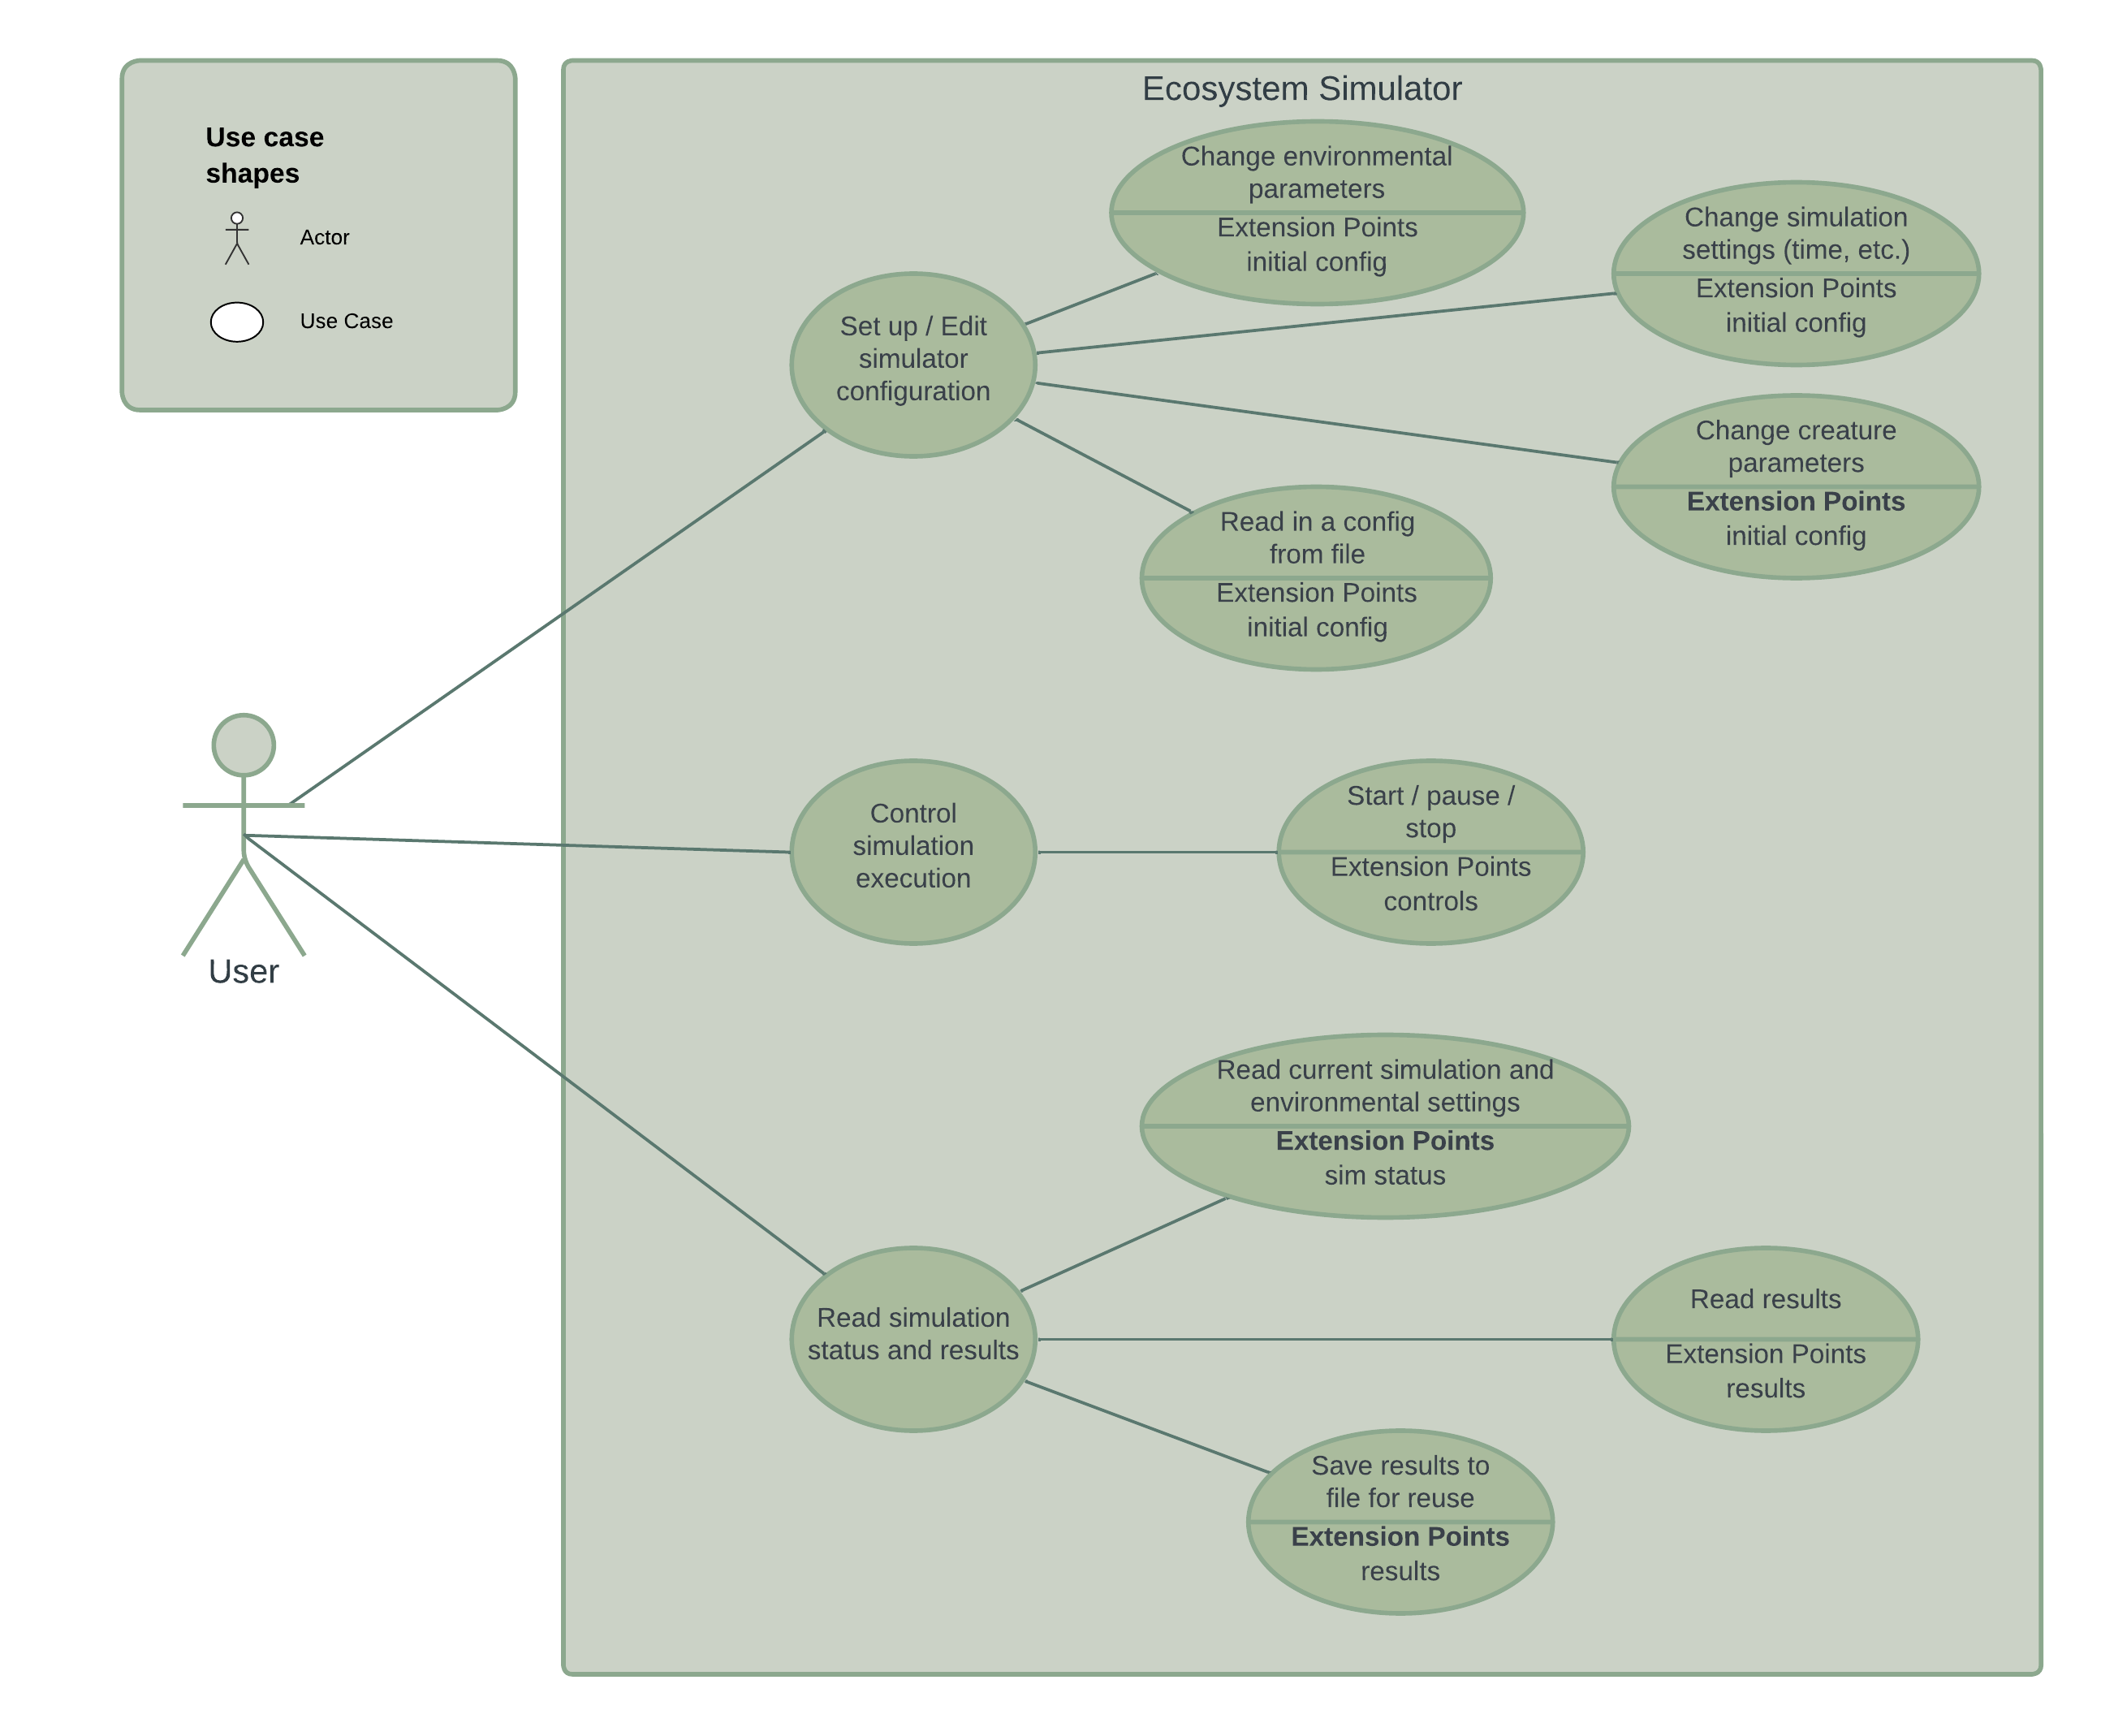 Use case
shapes
Actor
Use Case
User
Ecosystem Simulator
Change environmental
parameters
Extension Points
initial config
Change simulation
settings (time, etc.)
Extension Points
initial config
Set up / Edit
simulator
configuration
Change creature
parameters
Extension Points
initial config
Read in a config
from file
Extension Points
initial config
Control
simulation
execution
Start / pause /
stop
Extension Points
controls
Read current simulation and
environmental settings
Extension Points
sim status
Read simulation
status and results
Read results
Extension Points
results
Save results to
file for reuse
Extension Points
results